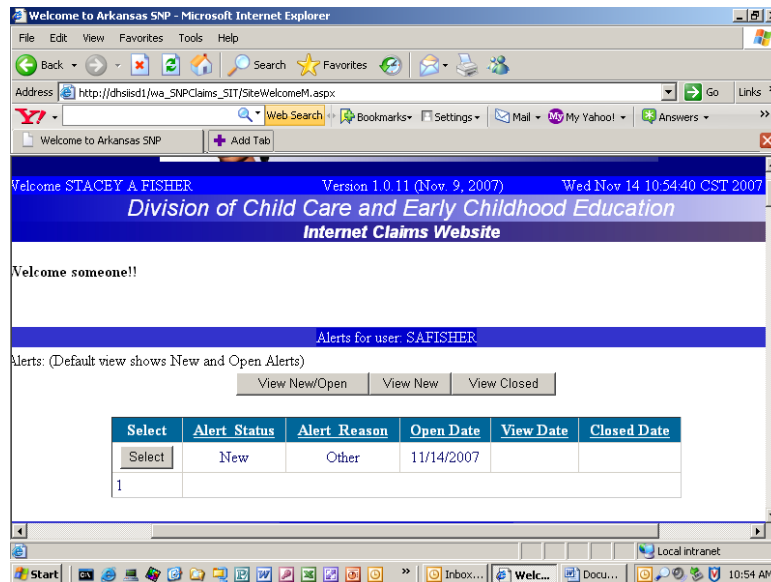 Welcome to Arkansas SNP - Microsoft Internet Explorer
File Edit View Favorites Tools Help
Back Search Favorites
Address http://dhsiisd1/wa_SNPClaims_SIT/SiteWelcomeM.aspx Go Links
Y! Web Search Bookmarks Settings Mail My My Yahoo! Answers »
Welcome to Arkansas SNP Add Tab
Welcome STACEY A FISHER Version 1.0.11 (Nov. 9, 2007) Wed Nov 14 10:54:40 CST 2007
Division of Child Care and Early Childhood Education
Internet Claims Website
Welcome someone!!
Alerts for user: SAFISHER
Alerts: (Default view shows New and Open Alerts)
View New/Open View New View Closed
Select Alert Status Alert Reason Open Date View Date Closed Date
Select New Other 11/14/2007
1
Local intranet
Start » Inbox... Welc... Docu... 10:54 AM